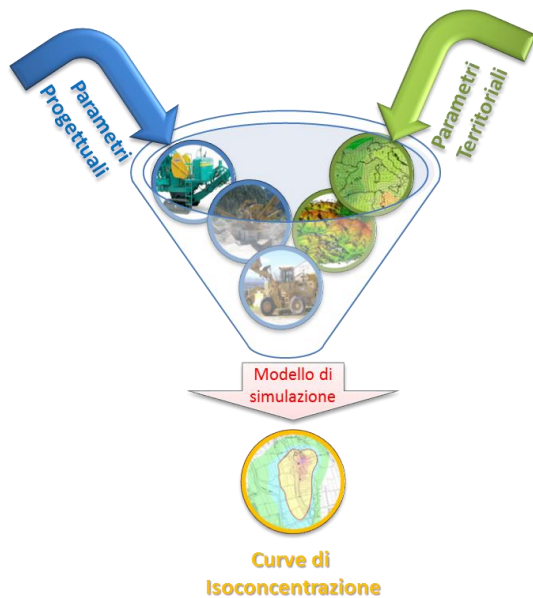 Parametri
Progettuali
Parametri
Territoriali
Modello di
simulazione
Curve di
Isoconcentrazione